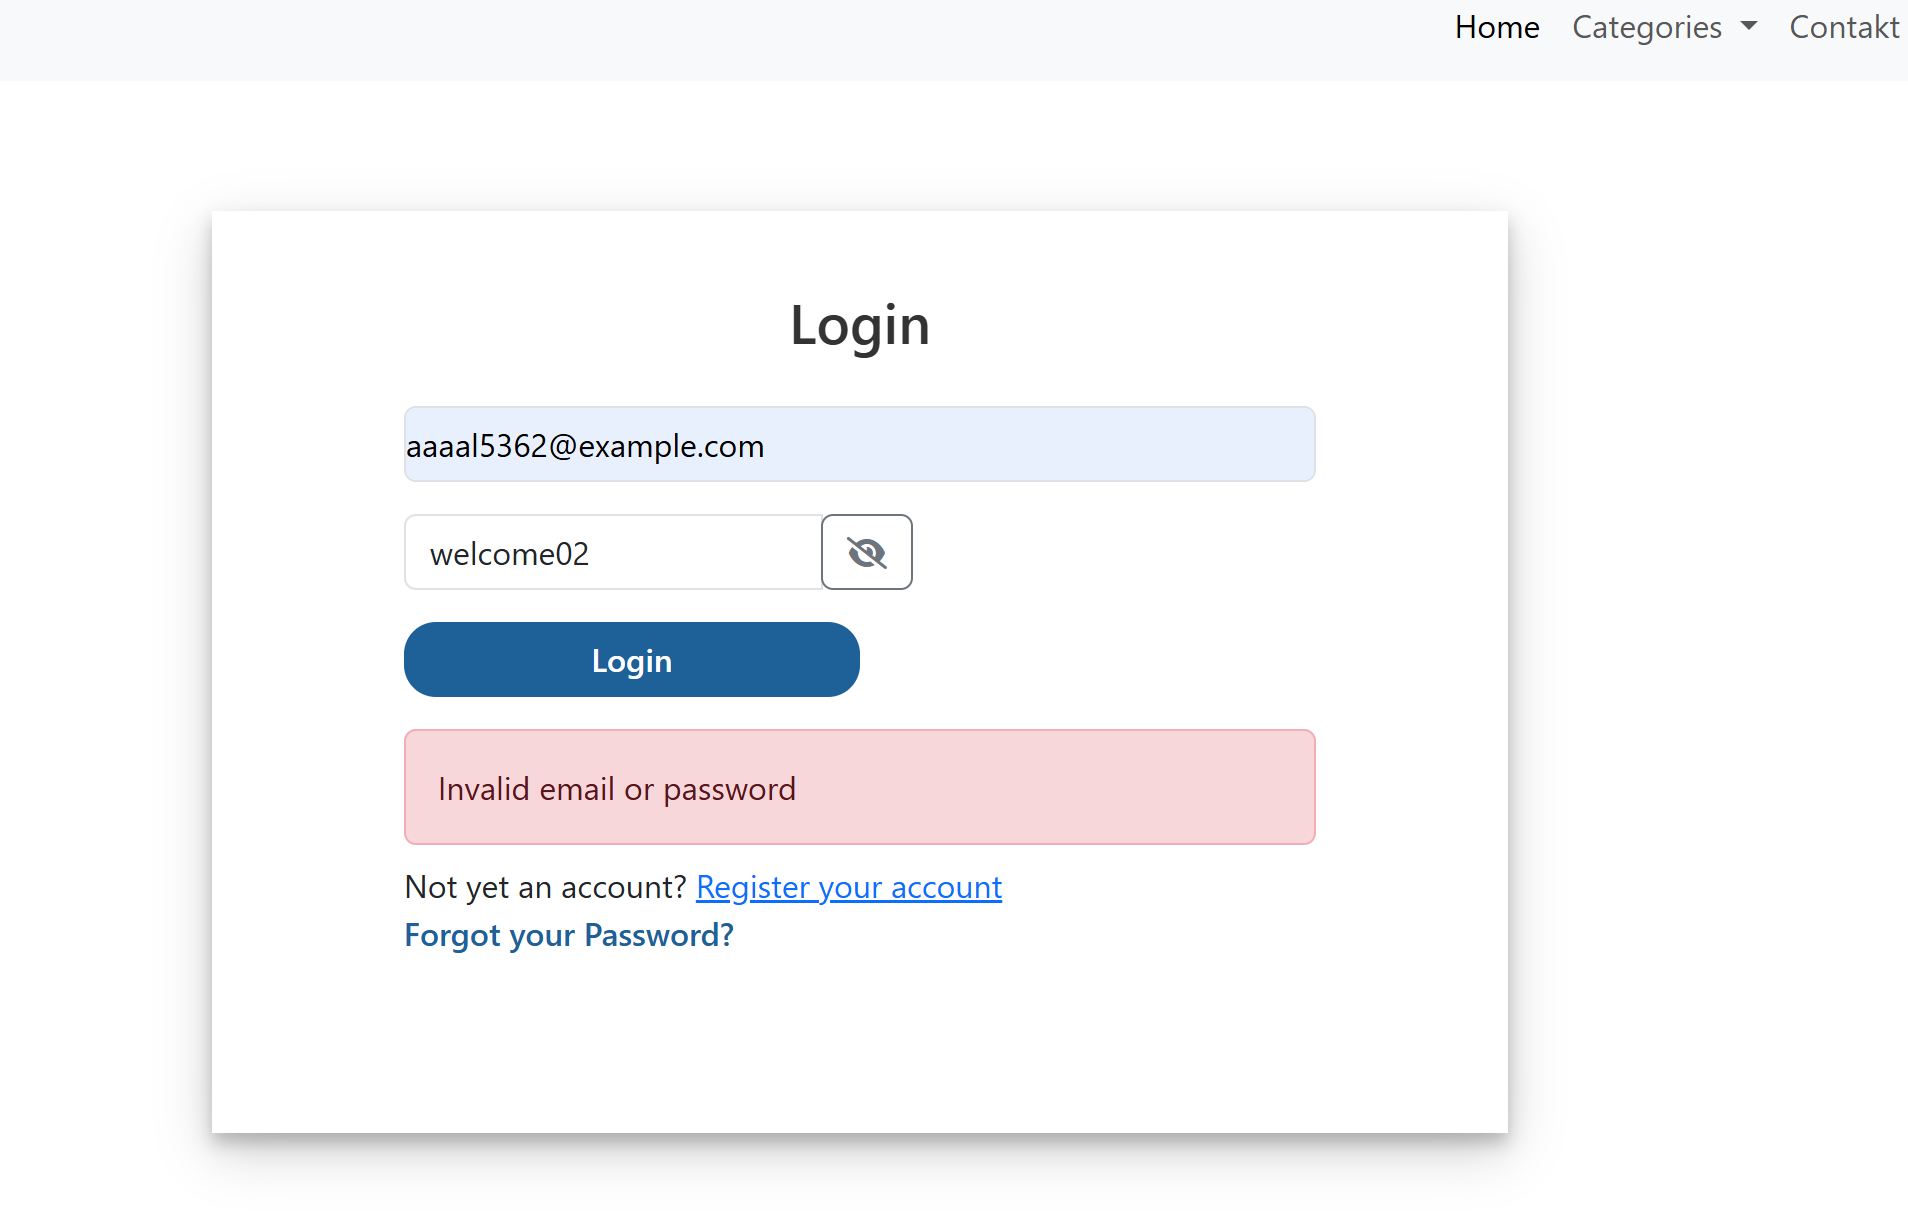 Home Categories Contakt
Login
aaaal5362@example.com
welcome02
Login
Invalid email or password
Not yet an account? Register your account
Forgot your Password?